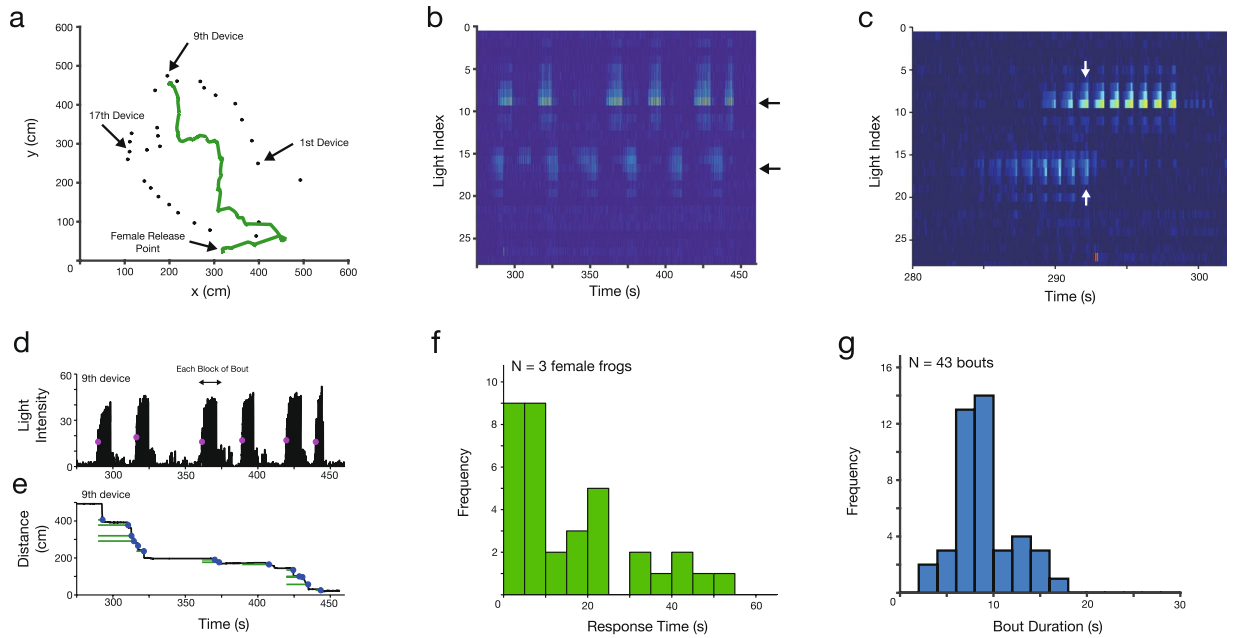 a
600
500
400
300
200
100
0
100
200
300
400
500
600
y (cm)
x (cm)
9th Device
17th Device
1st Device
Female Release
Point
b
0
5
10
15
20
25
300
350
400
450
Light Index
Time (s)
c
0
5
10
15
20
25
280
290
300
Light Index
Time (s)
d
60
30
0
9th device
Each Block of Bout
Light
Intensity
300
350
400
450
e
9th device
400
200
0
Distance
(cm)
300
350
400
450
Time (s)
f
N = 3 female frogs
10
8
6
4
2
0
20
40
60
Frequency
Response Time (s)
g
N = 43 bouts
16
12
8
4
0
10
20
30
Frequency
Bout Duration (s)